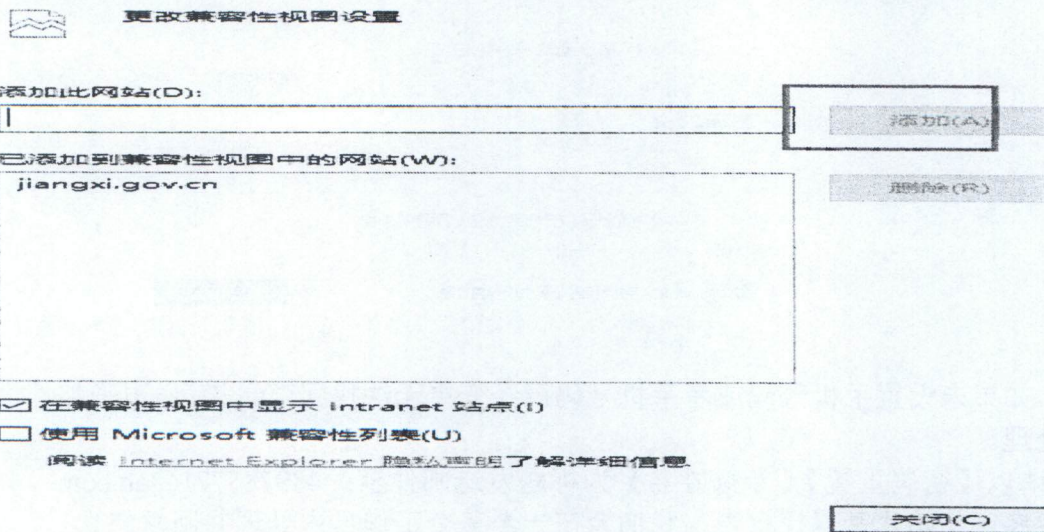 更改兼容性视图设置
添加此网站(D):
添加(A)
已添加到兼容性视图中的网站(W):
jiangxi.gov.cn
删除(R)
在兼容性视图中显示 Intranet 站点(I)
使用 Microsoft 兼容性列表(U)
阅读 Internet Explorer 隐私声明了解详细信息
关闭(C)